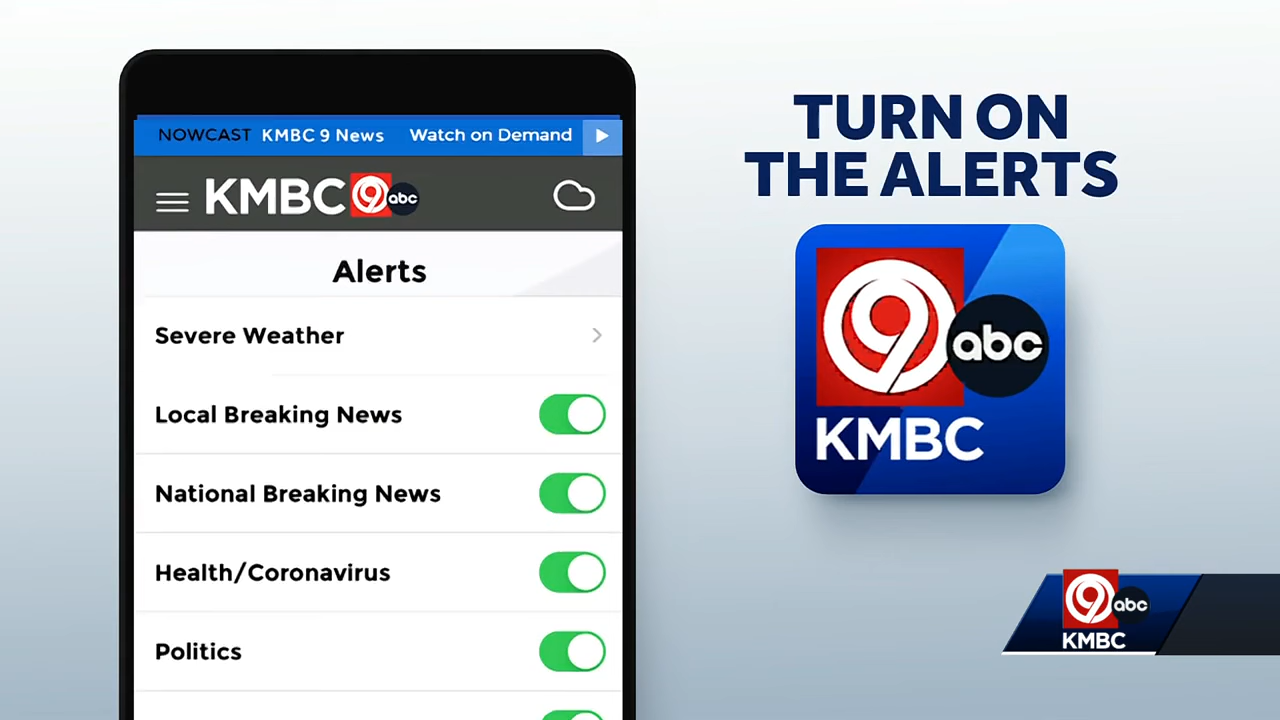 NOWCAST KMBC 9 News Watch on Demand
KMBC 9 abc
Alerts
Severe Weather
Local Breaking News
National Breaking News
Health/Coronavirus
Politics
TURN ON
THE ALERTS
9 abc
KMBC
9 abc
KMBC